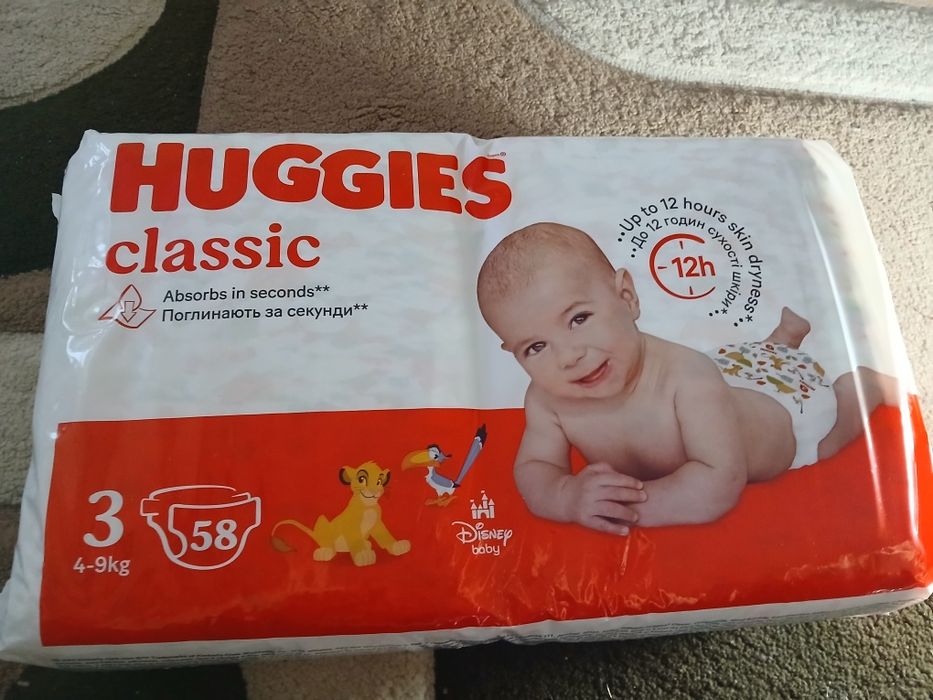 HUGGIES
classic
Absorbs in seconds**
Поглинають за секунди**
··Up to 12 hours skin dryness**
··До 12 годин сухості шкіри**
12h
3
4-9kg
58
Disney
baby